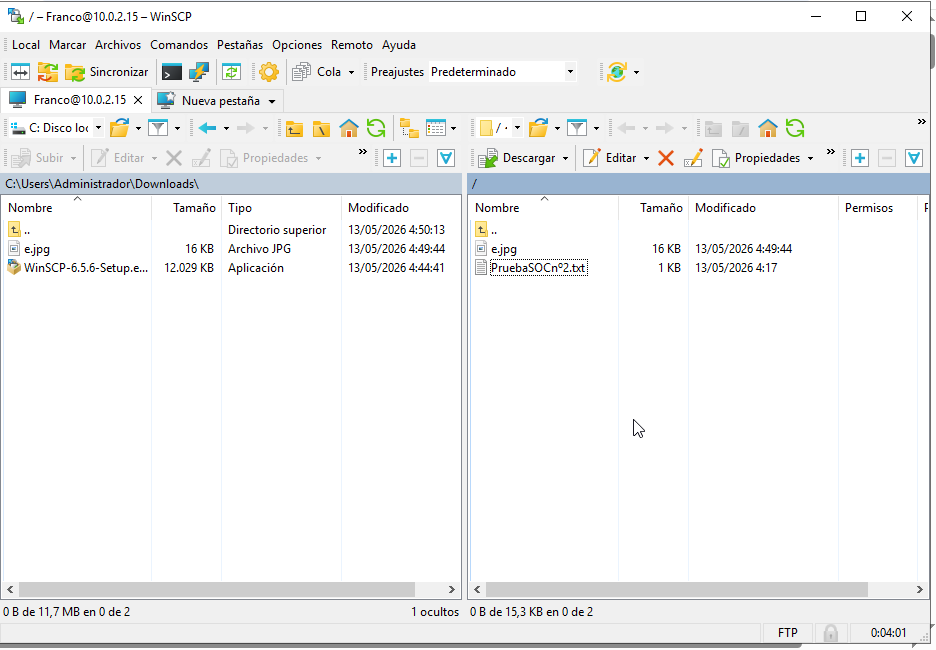 / – Franco@10.0.2.15 – WinSCP
Local Marcar Archivos Comandos Pestañas Opciones Remoto Ayuda
Sincronizar Cola Preajustes Predeterminado
Franco@10.0.2.15 Nueva pestaña
C: Disco loc /
Subir Editar Propiedades » Descargar Editar Propiedades »
C:\Users\Administrador\Downloads\ /
Nombre Tamaño Tipo Modificado Nombre Tamaño Modificado Permisos
.. Directorio superior 13/05/2026 4:50:13 ..
e.jpg 16 KB Archivo JPG 13/05/2026 4:49:44 e.jpg 16 KB 13/05/2026 4:49:44
WinSCP-6.5.6-Setup.e... 12.029 KB Aplicación 13/05/2026 4:44:41 PruebaSOCnº2.txt 1 KB 13/05/2026 4:17
0 B de 11,7 MB en 0 de 2 1 ocultos 0 B de 15,3 KB en 0 de 2
FTP 0:04:01